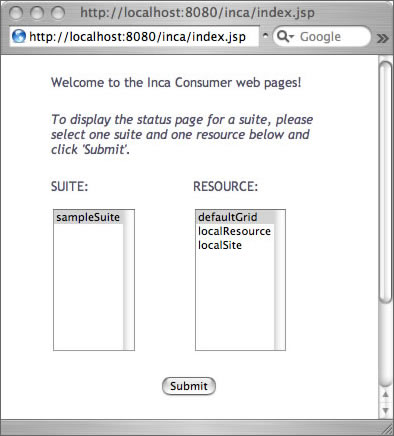 http://localhost:8080/inca/index.jsp
http://localhost:8080/inca/index.jsp
Google
Welcome to the Inca Consumer web pages!
To display the status page for a suite, please
select one suite and one resource below and
click 'Submit'.
SUITE:
RESOURCE:
sampleSuite
defaultGrid
localResource
localSite
Submit